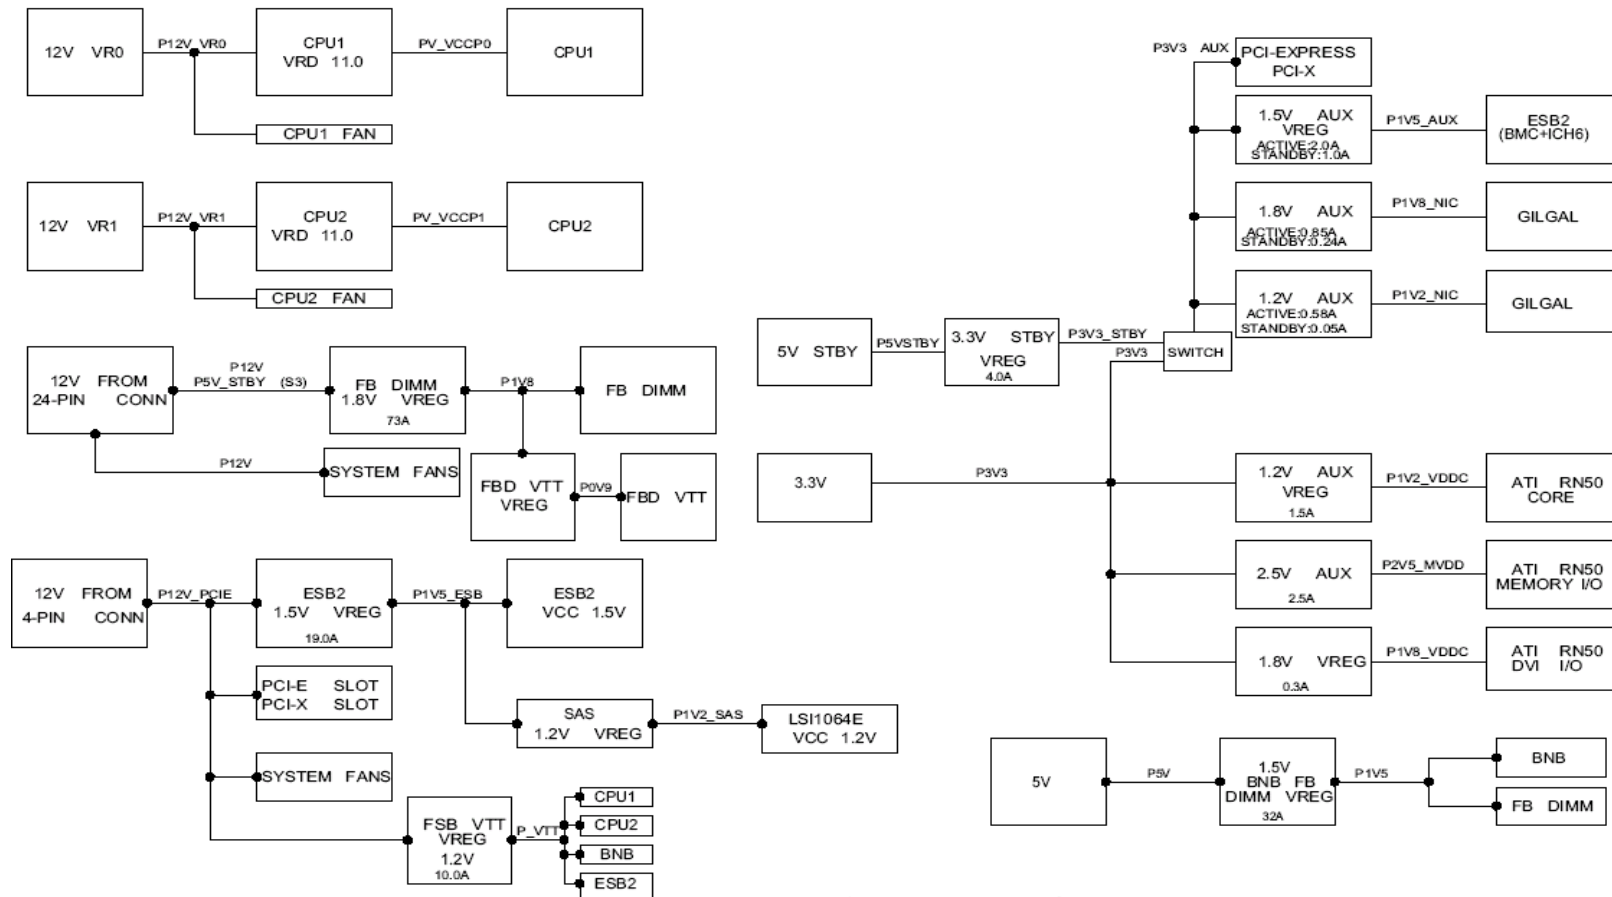 12V VR0
P12V_VR0
CPU1
VRD 11.0
PV_VCCP0
CPU1
CPU1 FAN
12V VR1
P12V_VR1
CPU2
VRD 11.0
PV_VCCP1
CPU2
CPU2 FAN
12V FROM
24-PIN CONN
P12V
P5V_STBY (S3)
FB DIMM
1.8V VREG
73A
P1V8
FB DIMM
P12V
SYSTEM FANS
FBD VTT
VREG
P0V9
FBD VTT
12V FROM
4-PIN CONN
P12V_PCIE
ESB2
1.5V VREG
19.0A
P1V5_ESB
ESB2
VCC 1.5V
PCI-E SLOT
PCI-X SLOT
SAS
1.2V VREG
P1V2_SAS
LSI1064E
VCC 1.2V
SYSTEM FANS
FSB VTT
VREG
1.2V
10.0A
P_VTT
CPU1
CPU2
BNB
ESB2
P3V3 AUX
PCI-EXPRESS
PCI-X
1.5V AUX
VREG
ACTIVE:2.0A
STANDBY:1.0A
P1V5_AUX
ESB2
(BMC+ICH6)
1.8V AUX
ACTIVE:0.85A
STANDBY:0.24A
P1V8_NIC
GILGAL
1.2V AUX
ACTIVE:0.58A
STANDBY:0.05A
P1V2_NIC
GILGAL
5V STBY
P5VSTBY
3.3V STBY
VREG
4.0A
P3V3_STBY
P3V3
SWITCH
3.3V
P3V3
1.2V AUX
VREG
1.5A
P1V2_VDDC
ATI RN50
CORE
2.5V AUX
2.5A
P2V5_MVDD
ATI RN50
MEMORY I/O
1.8V VREG
0.3A
P1V8_VDDC
ATI RN50
DVI I/O
5V
P5V
1.5V
BNB FB
DIMM VREG
32A
P1V5
BNB
FB DIMM